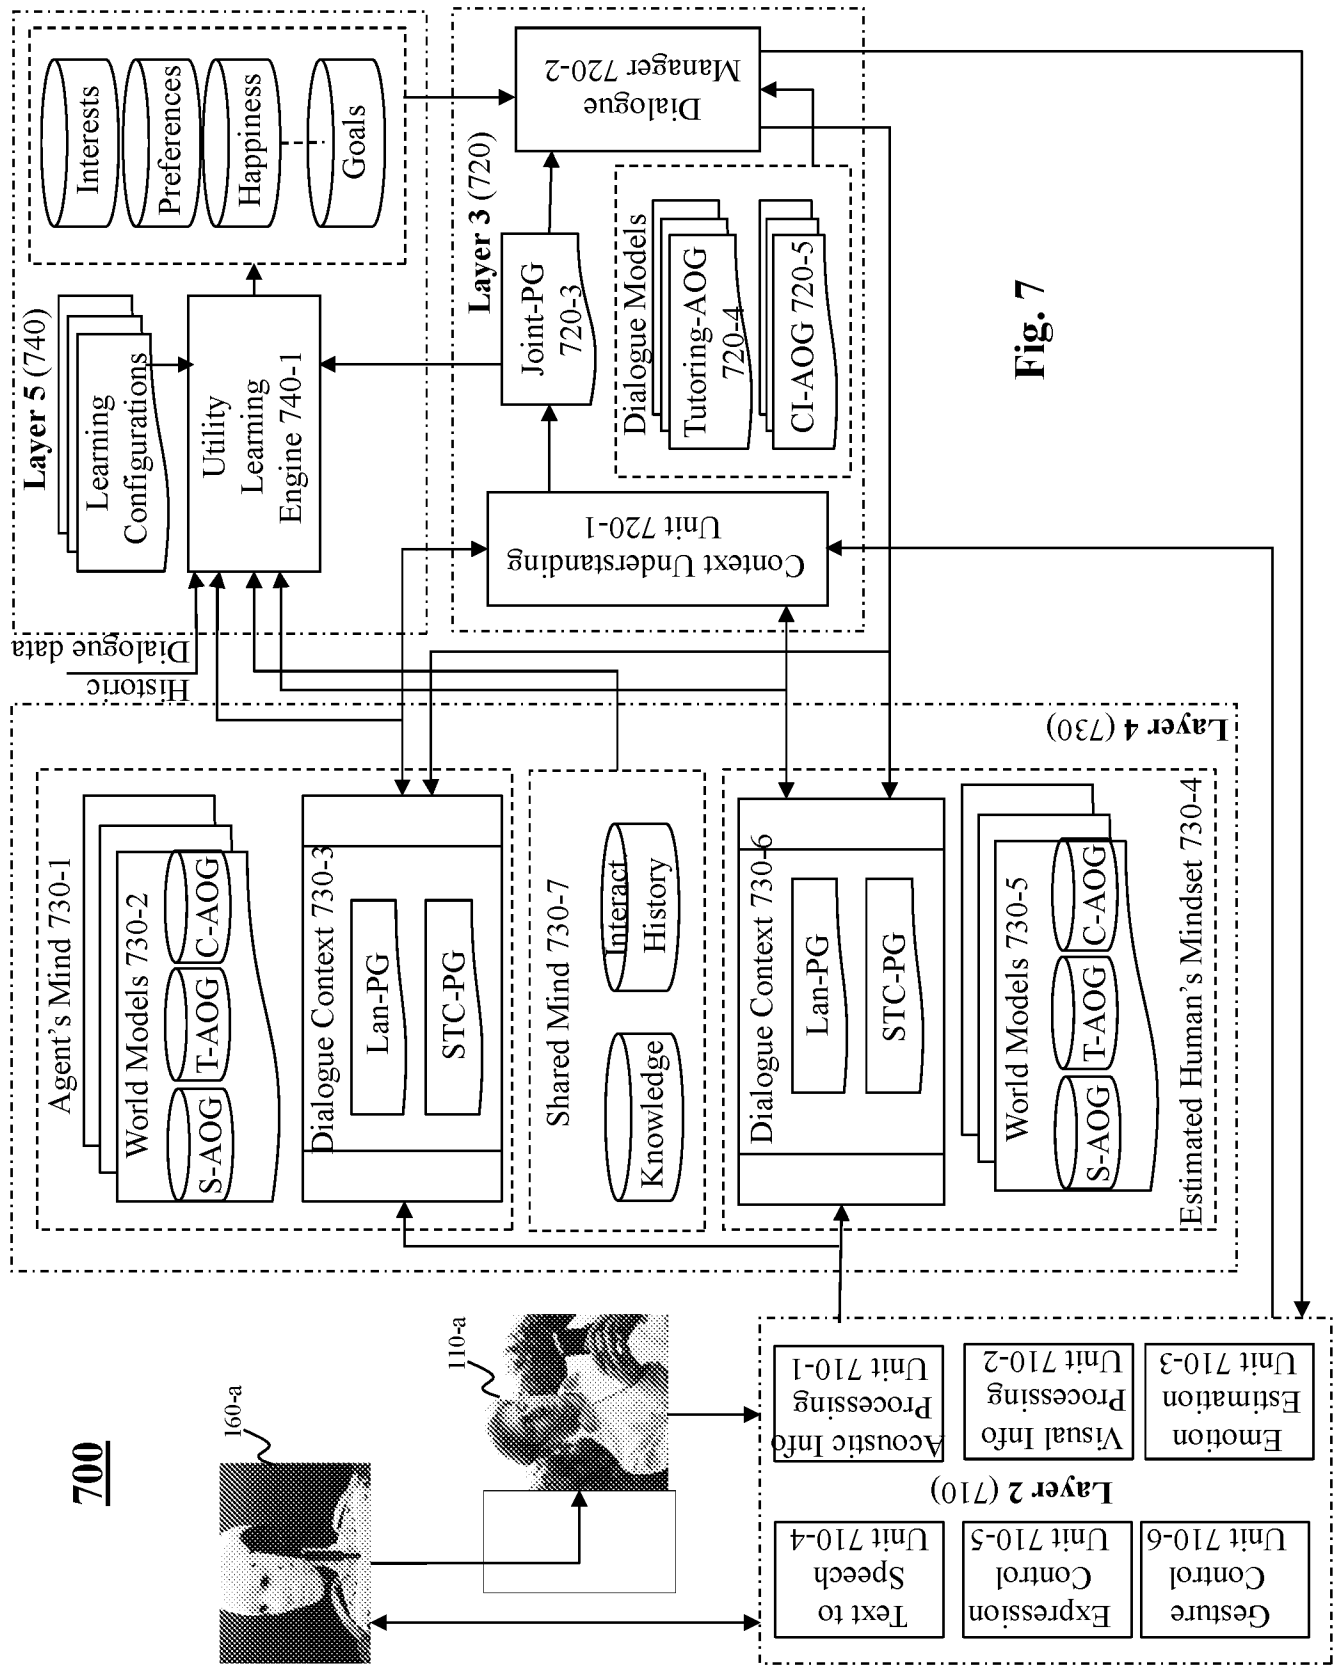 700
160-a
110-a
Layer 2 (710)
Acoustic Info
Processing
Unit 710-1
Visual Info
Processing
Unit 710-2
Emotion
Estimation
Unit 710-3
Text to
Speech
Unit 710-4
Expression
Control
Unit 710-5
Gesture
Control
Unit 710-6
Layer 4 (730)
Agent's Mind 730-1
World Models 730-2
S-AOG
T-AOG
C-AOG
Dialogue Context 730-3
Lan-PG
STC-PG
Shared Mind 730-7
Knowledge
Interact
History
Dialogue Context 730-6
Lan-PG
STC-PG
World Models 730-5
S-AOG
T-AOG
C-AOG
Estimated Human's Mindset 730-4
Historic
Dialogue data
Layer 5 (740)
Learning
Configurations
Utility
Learning
Engine 740-1
Interests
Preferences
Happiness
Goals
Layer 3 (720)
Context Understanding
Unit 720-1
Joint-PG
720-3
Dialogue Models
Tutoring-AOG
720-4
CI-AOG 720-5
Dialogue
Manager 720-2
Fig. 7